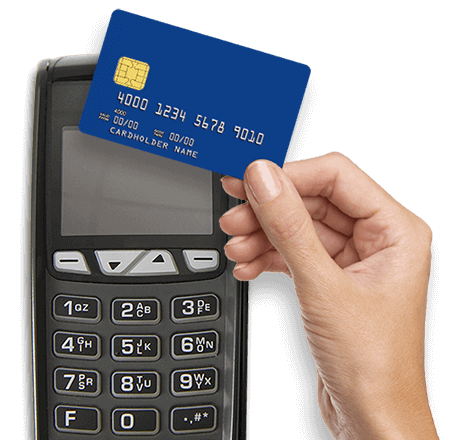 4000 1234 5678 9010
4000
00/00 00/00
CARDHOLDER NAME
1QZ 2ABC 3DEF
4GHI 5JKL 6MNO
7PRS 8TUV 9WXY
F 0 .,#*